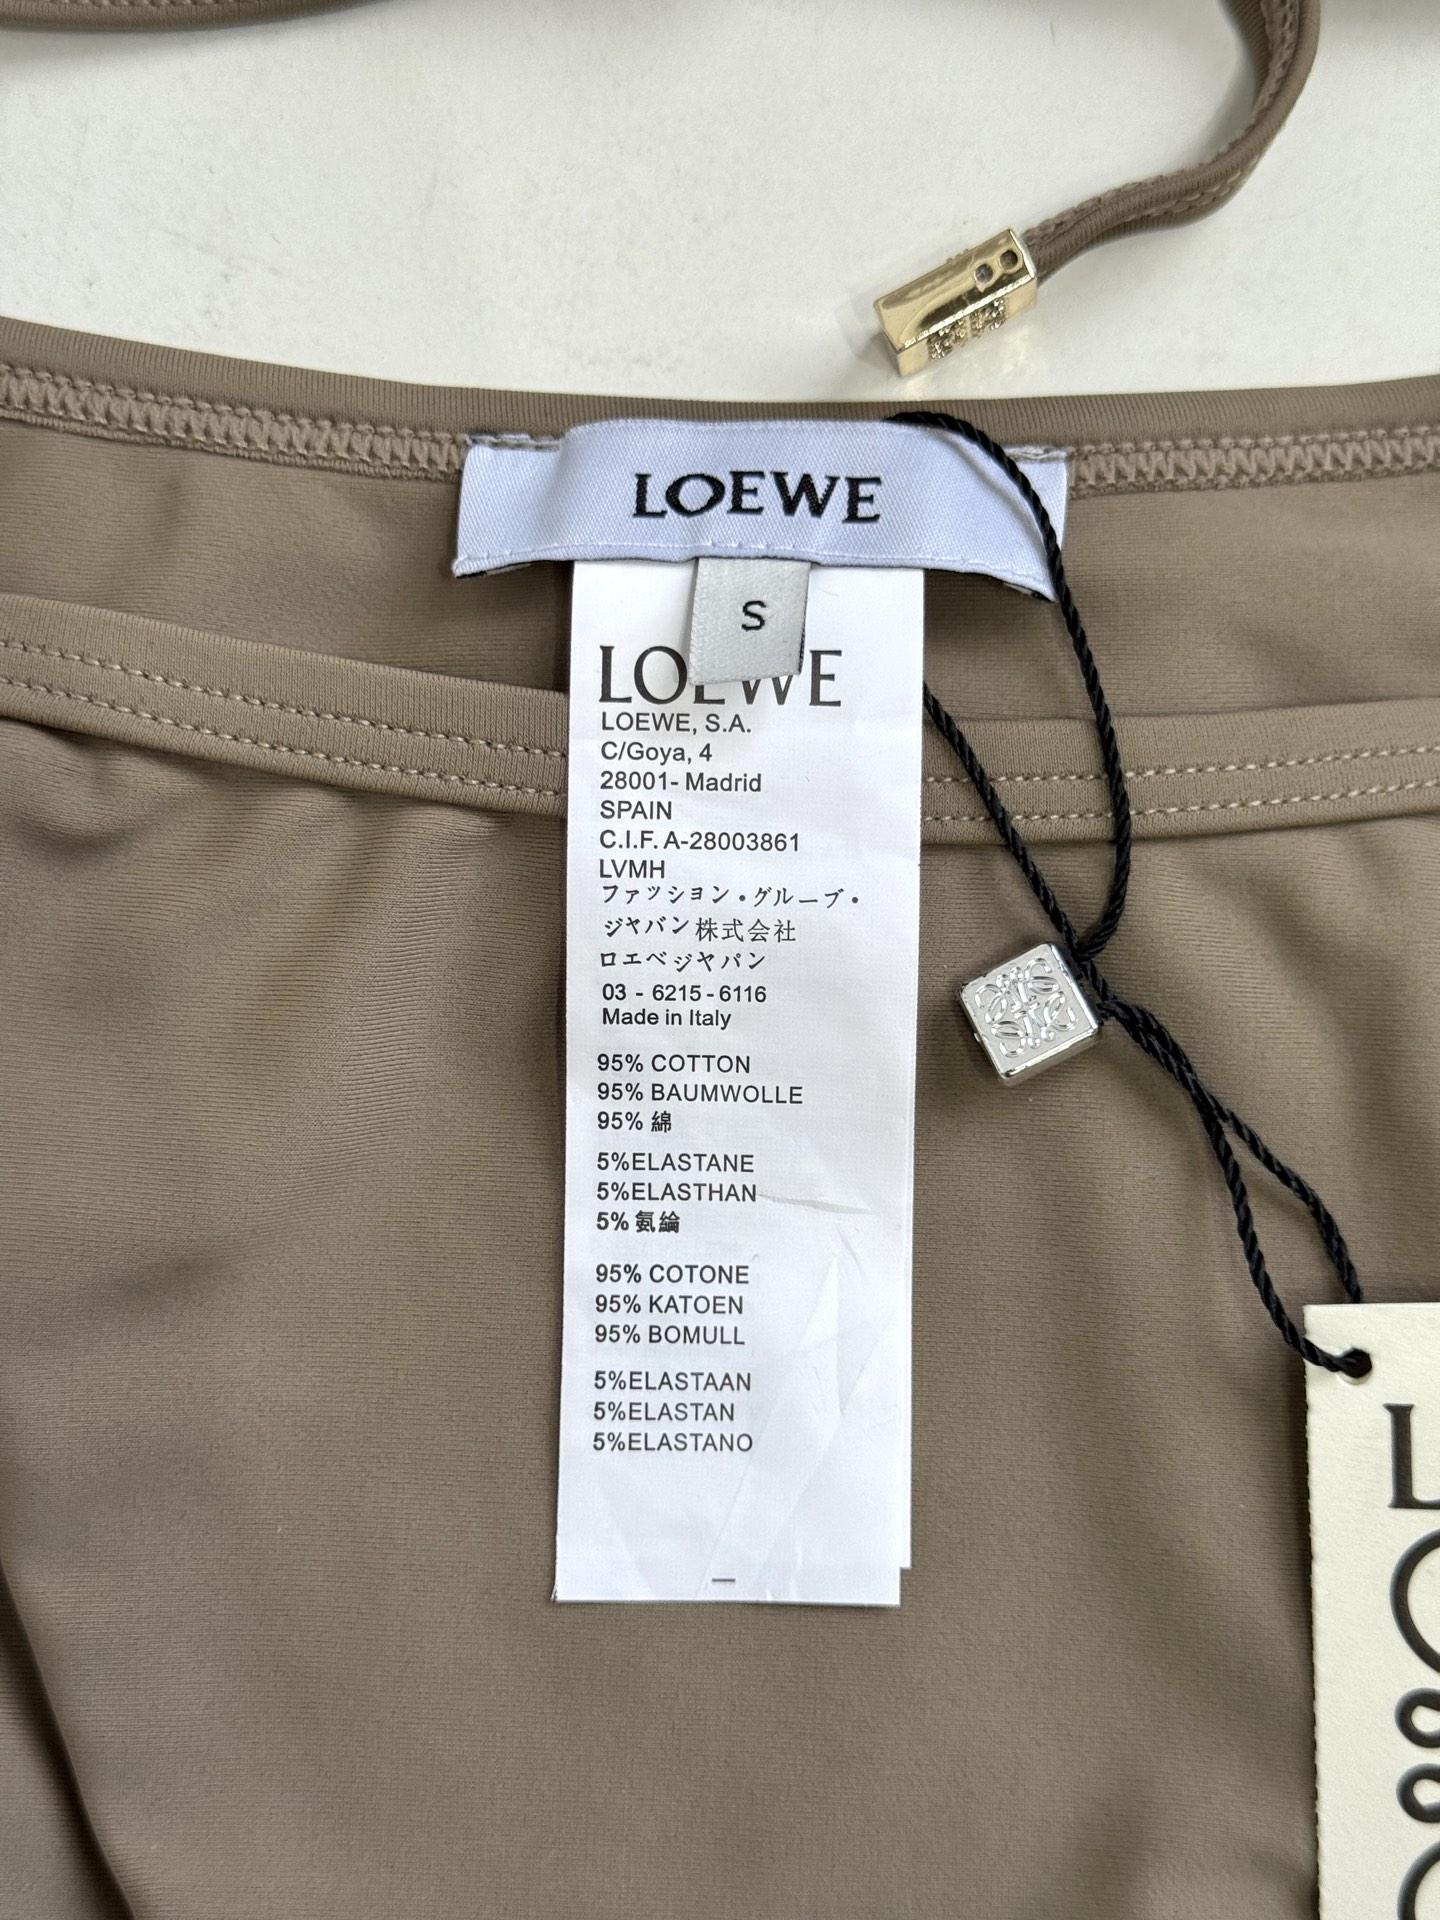 LOEWE
S
LOEWE
LOEWE, S.A.
C/Goya, 4
28001- Madrid
SPAIN
C.I.F. A-28003861
LVMH
ファッション・グループ・
ジャバン株式会社
ロエベジャパン
03 - 6215-6116
Made in Italy
95% COTTON
95% BAUMWOLLE
95% 綿
5%ELASTANE
5%ELASTHAN
5% 氨綸
95% COTONE
95% KATOEN
95% BOMULL
5%ELASTAAN
5%ELASTAN
5%ELASTANO